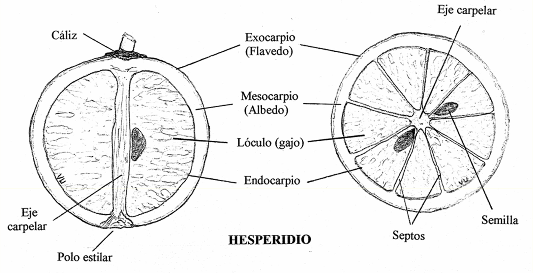 Eje carpelar
Cáliz
Exocarpio
(Flavedo)
Mesocarpio
(Albedo)
Lóculo (gajo)
Endocarpio
Eje
carpelar
Polo estilar
HESPERIDIO
Septos
Semilla